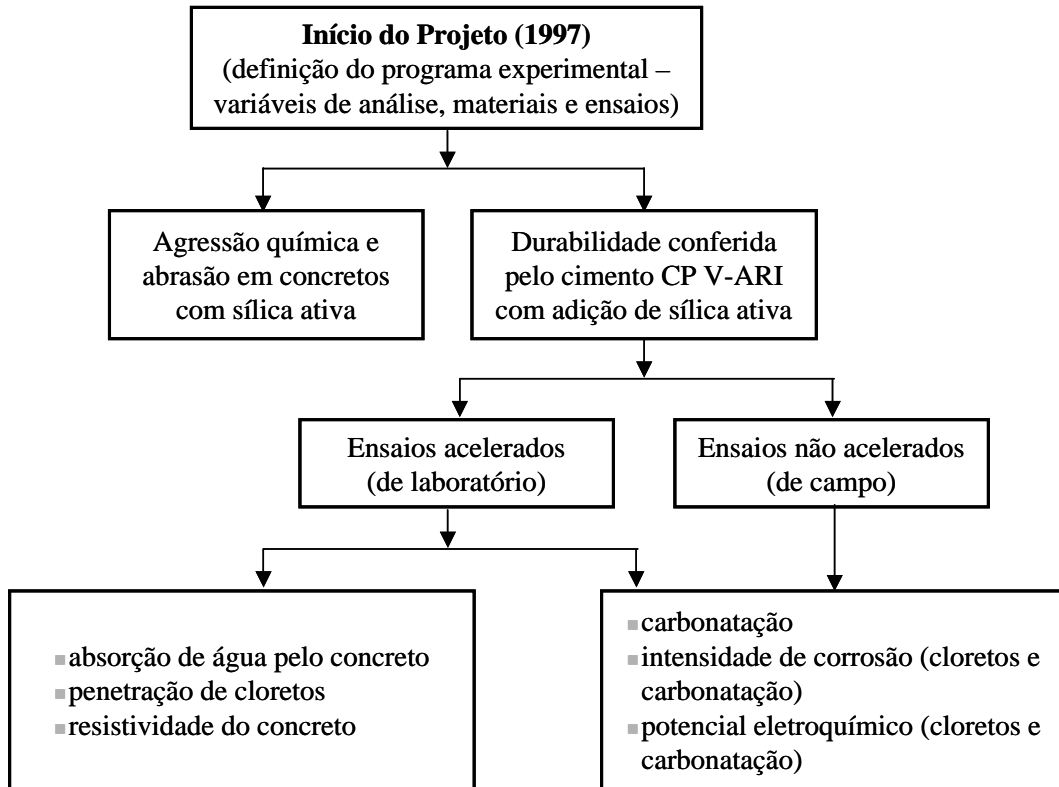 Início do Projeto (1997)
(definição do programa experimental –
variáveis de análise, materiais e ensaios)
Agressão química e
abrasão em concretos
com sílica ativa
Durabilidade conferida
pelo cimento CP V-ARI
com adição de sílica ativa
Ensaios acelerados
(de laboratório)
Ensaios não acelerados
(de campo)
absorção de água pelo concreto
penetração de cloretos
resistividade do concreto
carbonatação
intensidade de corrosão (cloretos e
carbonatação)
potencial eletroquímico (cloretos e
carbonatação)